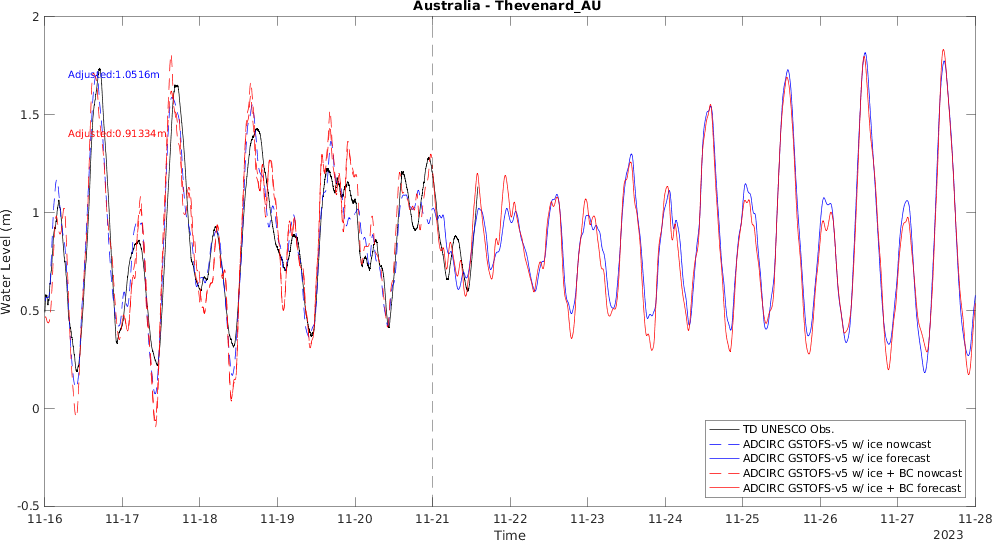 Australia - Thevenard_AU
2
1.5
1
0.5
0
-0.5
Water Level (m)
Adjusted:1.0516m
Adjusted:0.91334m
TD UNESCO Obs.
ADCIRC GSTOFS-v5 w/ ice nowcast
ADCIRC GSTOFS-v5 w/ ice forecast
ADCIRC GSTOFS-v5 w/ ice + BC nowcast
ADCIRC GSTOFS-v5 w/ ice + BC forecast
11-16 11-17 11-18 11-19 11-20 11-21 11-22 11-23 11-24 11-25 11-26 11-27 11-28
Time
2023